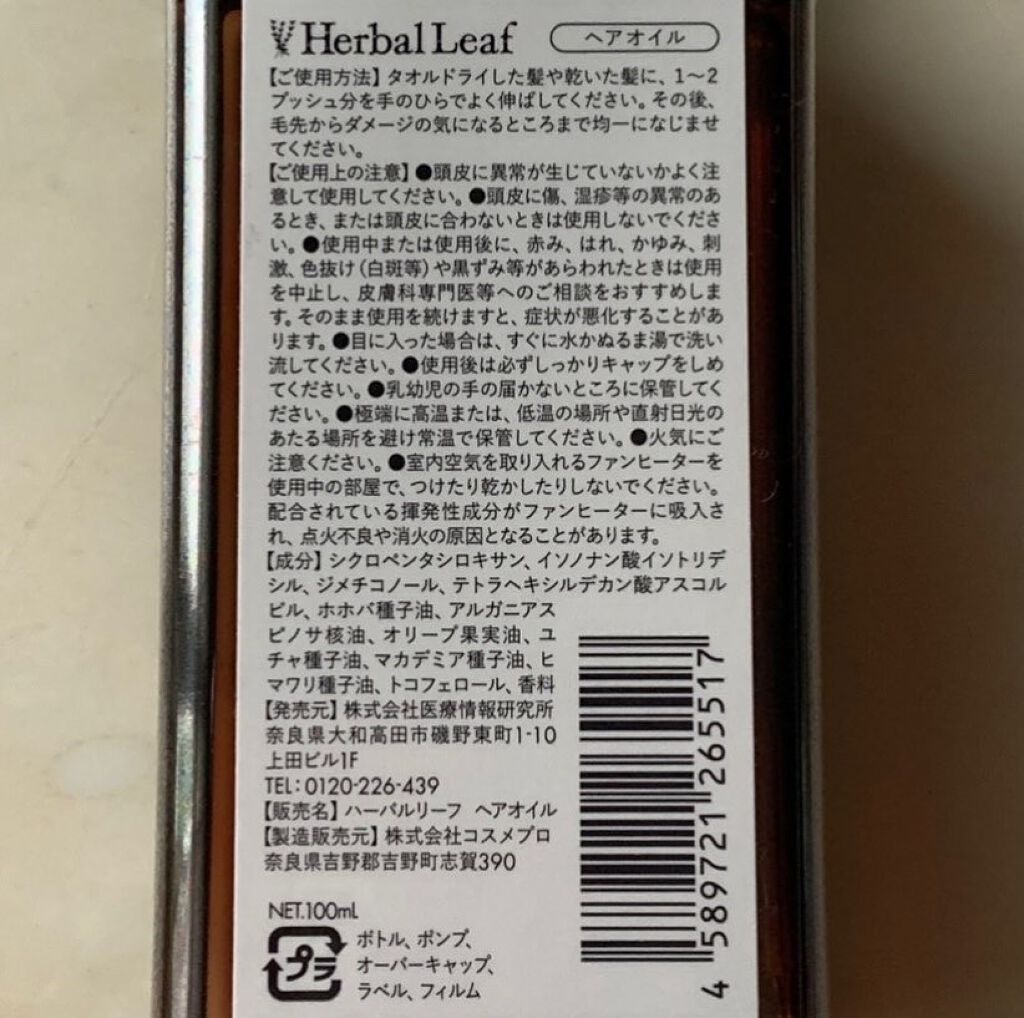 Herbal Leaf ヘアオイル
【ご使用方法】タオルドライした髪や乾いた髪に、1〜2
プッシュ分を手のひらでよく伸ばしてください。その後、
毛先からダメージの気になるところまで均一になじませ
てください。
【ご使用上の注意】●頭皮に異常が生じていないかよく注
意して使用してください。●頭皮に傷、湿疹等の異常のあ
るとき、または頭皮に合わないときは使用しないでくださ
い。●使用中または使用後に、赤み、はれ、かゆみ、刺
激、色抜け(白斑等)や黒ずみ等があらわれたときは使用
を中止し、皮膚科専門医等へのご相談をおすすめしま
す。そのまま使用を続けますと、症状が悪化することがあ
ります。●目に入った場合は、すぐに水かぬるま湯で洗い
流してください。●使用後は必ずしっかりキャップをしめ
てください。●乳幼児の手の届かないところに保管してく
ださい。●極端に高温または、低温の場所や直射日光の
あたる場所を避け常温で保管してください。●火気にご
注意ください。●室内空気を取り入れるファンヒーターを
使用中の部屋で、つけたり乾かしたりしないでください。
配合されている揮発性成分がファンヒーターに吸入さ
れ、点火不良や消火の原因となることがあります。
【成分】シクロペンタシロキサン、イソノナン酸イソトリデ
シル、ジメチコノール、テトラヘキシルデカン酸アスコル
ビル、ホホバ種子油、アルガニアス
ピノサ核油、オリーブ果実油、ユ
チャ種子油、マカデミア種子油、ヒ
マワリ種子油、トコフェロール、香料
【発売元】株式会社医療情報研究所
奈良県大和高田市磯野東町1-10
上田ビル1F
TEL:0120-226-439
【販売名】ハーバルリーフ ヘアオイル
【製造販売元】株式会社コスメプロ
奈良県吉野郡吉野町志賀390
NET.100mL
プラ
ボトル、ポンプ、
オーバーキャップ、
ラベル、フィルム
4 589721 265517